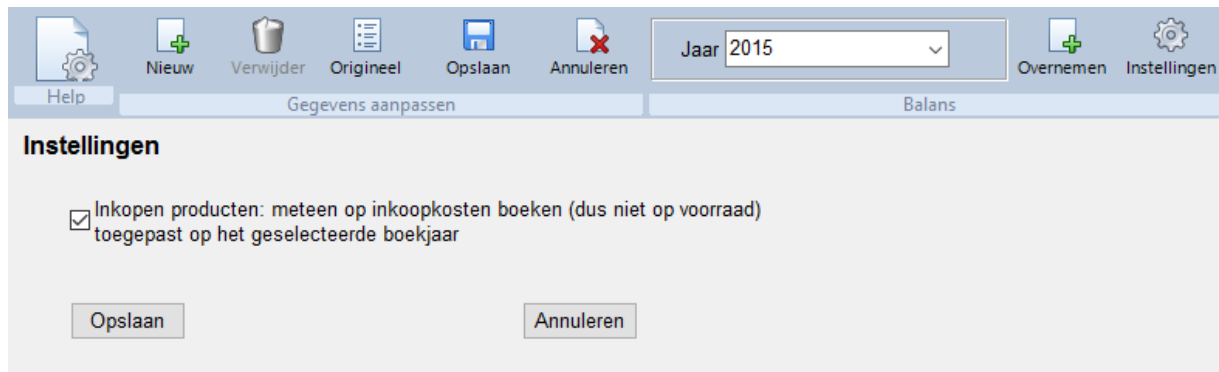 Help
Nieuw
Verwijder
Origineel
Opslaan
Annuleren
Gegevens aanpassen
Jaar 2015
Overnemen
Instellingen
Balans
Instellingen
Inkopen producten: meteen op inkoopkosten boeken (dus niet op voorraad)
toegepast op het geselecteerde boekjaar
Opslaan
Annuleren